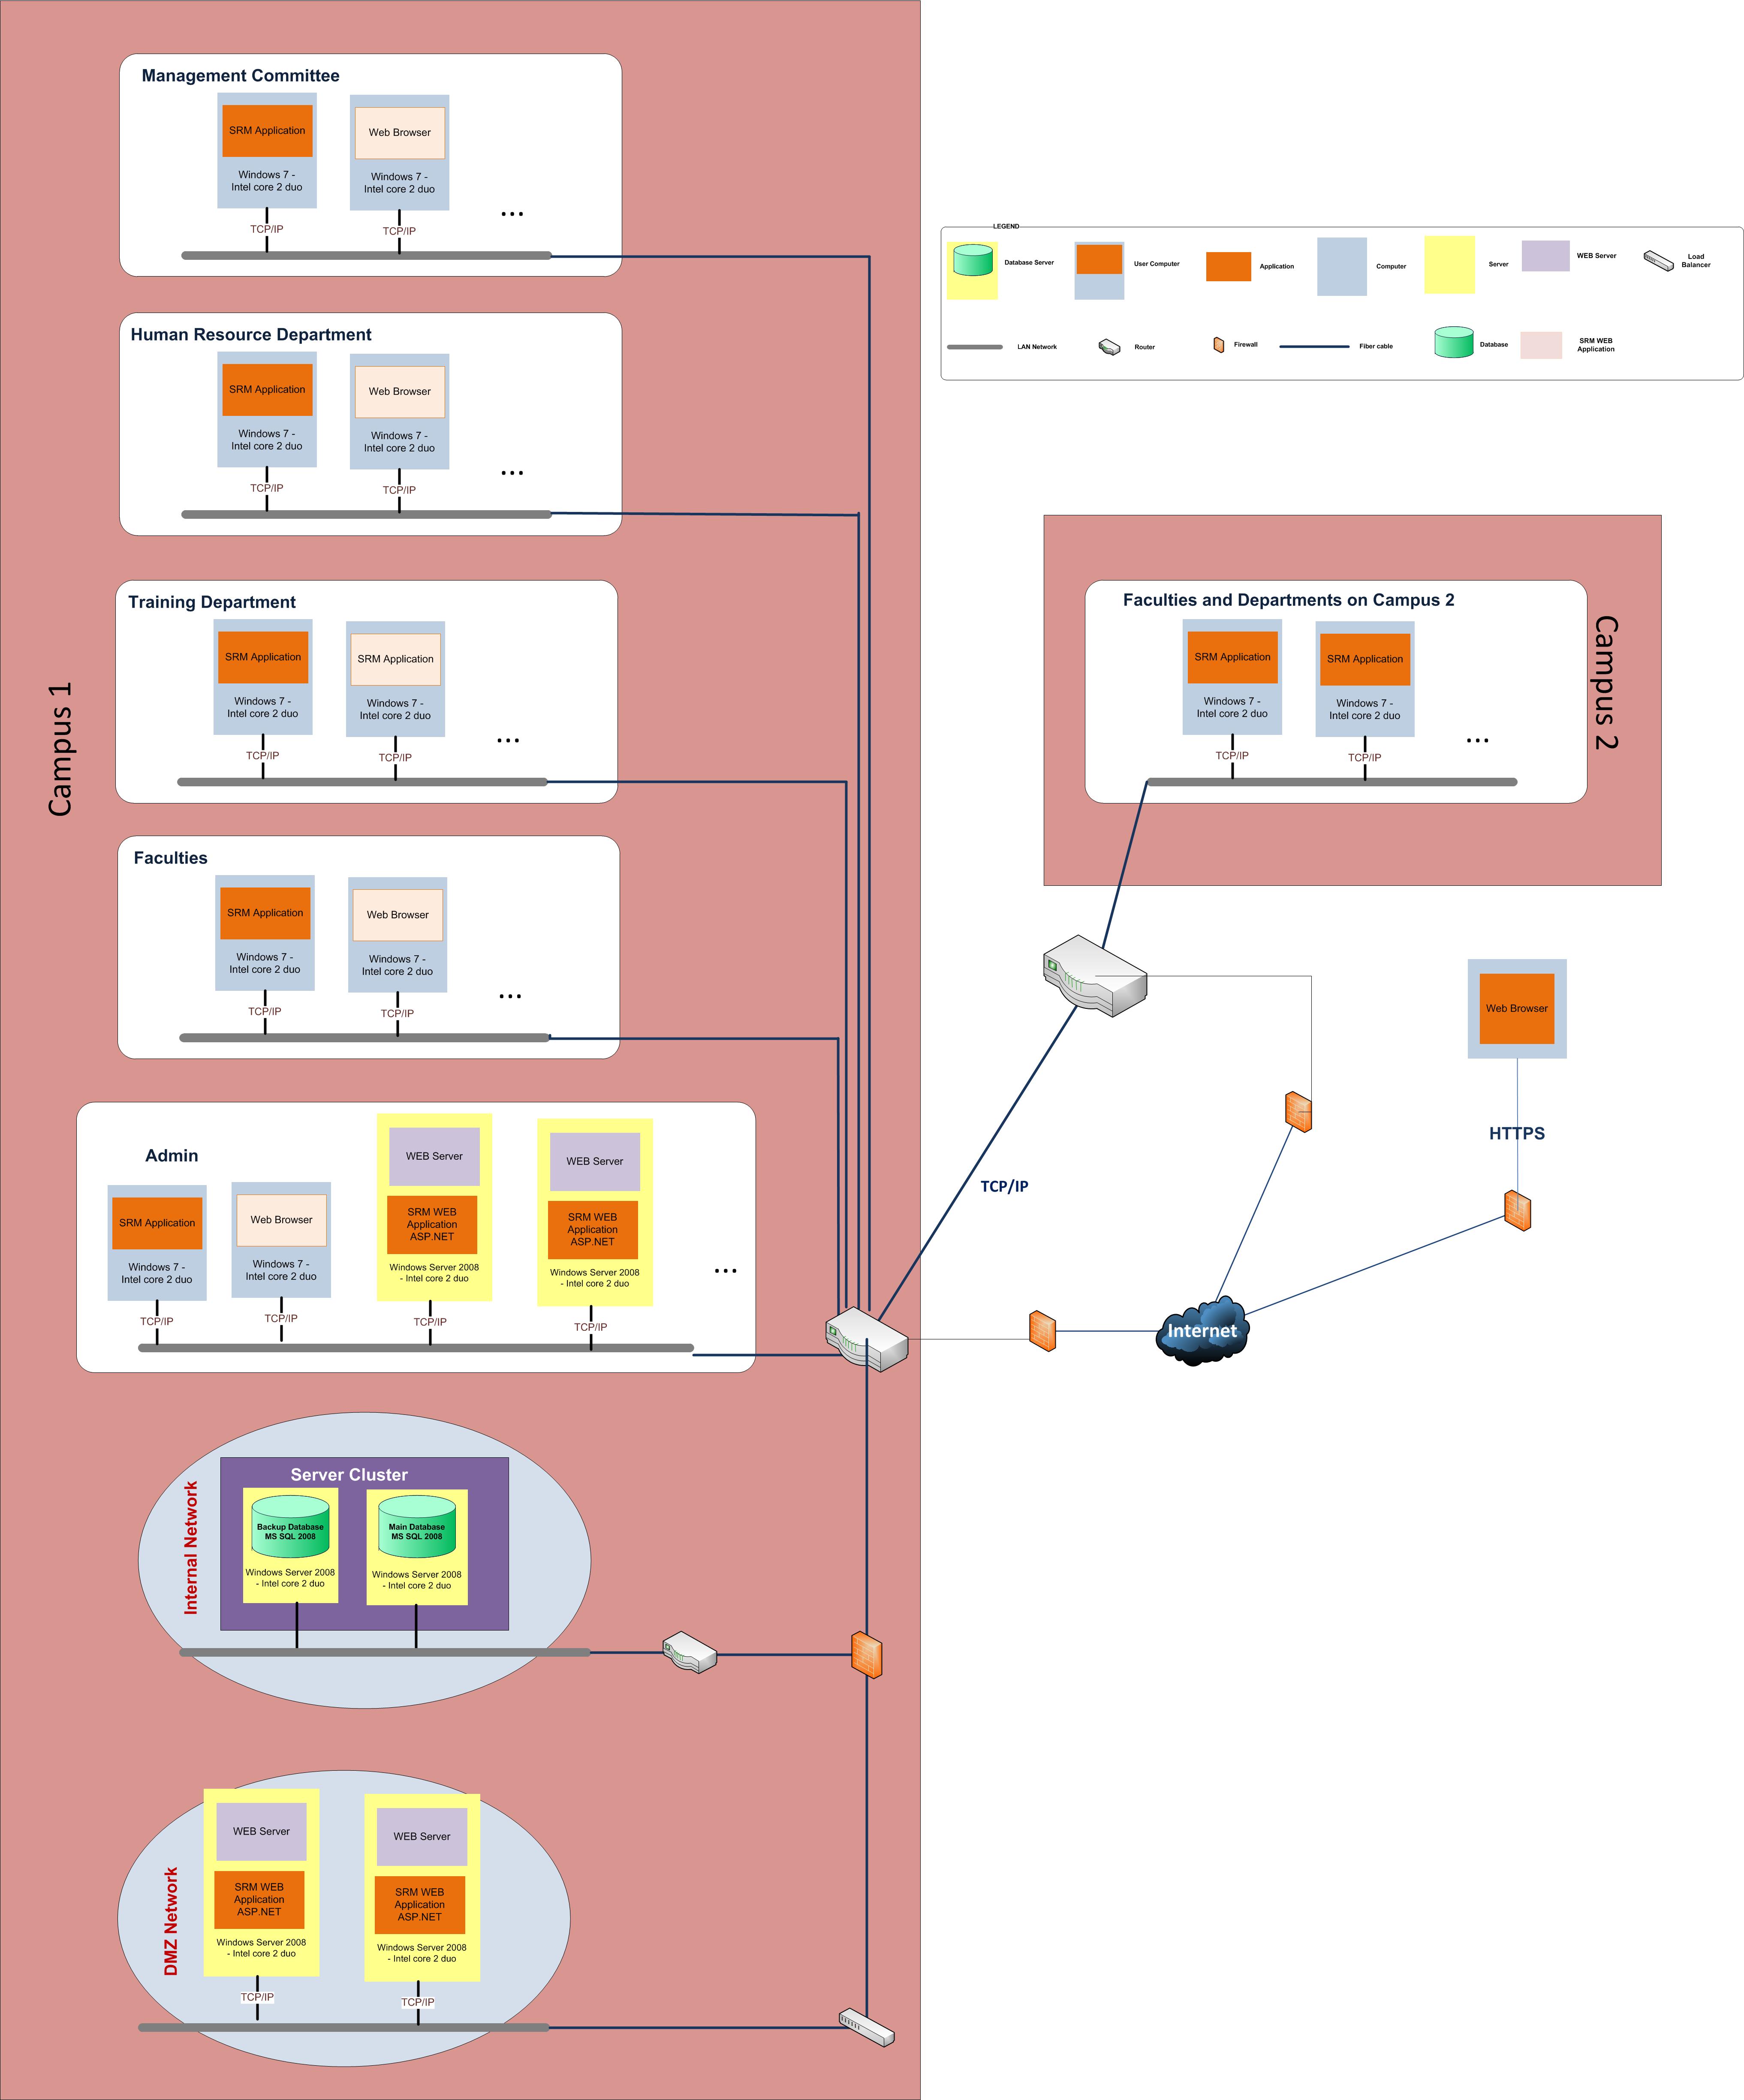 Campus 1
Management Committee
SRM Application
Windows 7 -
Intel core 2 duo
TCP/IP
Web Browser
Windows 7 -
Intel core 2 duo
TCP/IP
...
Human Resource Department
SRM Application
Windows 7 -
Intel core 2 duo
TCP/IP
Web Browser
Windows 7 -
Intel core 2 duo
TCP/IP
...
Training Department
SRM Application
Windows 7 -
Intel core 2 duo
TCP/IP
SRM Application
Windows 7 -
Intel core 2 duo
TCP/IP
...
Faculties
SRM Application
Windows 7 -
Intel core 2 duo
TCP/IP
Web Browser
Windows 7 -
Intel core 2 duo
TCP/IP
...
Admin
SRM Application
Windows 7 -
Intel core 2 duo
TCP/IP
Web Browser
Windows 7 -
Intel core 2 duo
TCP/IP
WEB Server
SRM WEB
Application
ASP.NET
Windows Server 2008
- Intel core 2 duo
TCP/IP
WEB Server
SRM WEB
Application
ASP.NET
Windows Server 2008
- Intel core 2 duo
TCP/IP
...
Internal Network
Server Cluster
Backup Database
MS SQL 2008
Windows Server 2008
- Intel core 2 duo
Main Database
MS SQL 2008
Windows Server 2008
- Intel core 2 duo
DMZ Network
WEB Server
SRM WEB
Application
ASP.NET
Windows Server 2008
- Intel core 2 duo
TCP/IP
WEB Server
SRM WEB
Application
ASP.NET
Windows Server 2008
- Intel core 2 duo
TCP/IP
LEGEND
Database Server
User Computer
Application
Computer
Server
WEB Server
Load
Balancer
LAN Network
Router
Firewall
Fiber cable
Database
SRM WEB
Application
Campus 2
Faculties and Departments on Campus 2
SRM Application
Windows 7 -
Intel core 2 duo
TCP/IP
SRM Application
Windows 7 -
Intel core 2 duo
TCP/IP
...
Web Browser
HTTPS
TCP/IP
Internet